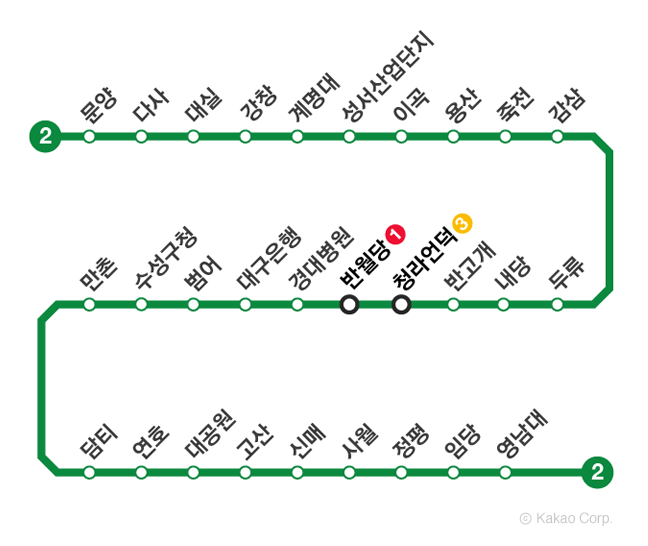 2
문양
다사
대실
강창
계명대
성서산업단지
이곡
용산
죽전
감삼
만촌
수성구청
범어
대구은행
경대병원
반월당 1
청라언덕 3
반고개
내당
두류
담티
연호
대공원
고산
신매
사월
정평
임당
영남대
2
ⓒ Kakao Corp.